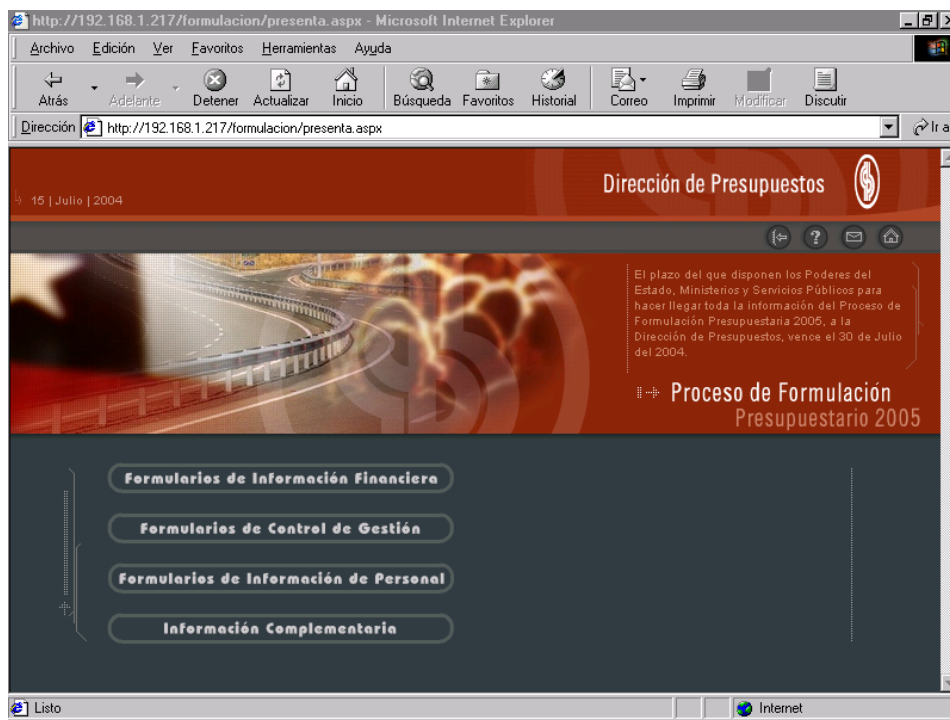 http://192.168.1.217/formulacion/presenta.aspx - Microsoft Internet Explorer
Archivo Edición Ver Favoritos Herramientas Ayuda
Atrás Adelante Detener Actualizar Inicio Búsqueda Favoritos Historial Correo Imprimir Modificar Discutir
Dirección http://192.168.1.217/formulacion/presenta.aspx Ir a
Dirección de Presupuestos
15 | Julio | 2004
El plazo del que disponen los Poderes del
Estado, Ministerios y Servicios Públicos para
hacer llegar toda la información del Proceso de
Formulación Presupuestaria 2005, a la
Dirección de Presupuestos, vence el 30 de Julio
del 2004.
Proceso de Formulación
Presupuestario 2005
Formularios de Información Financiera
Formularios de Control de Gestión
Formularios de Información de Personal
Información Complementaria
Listo Internet